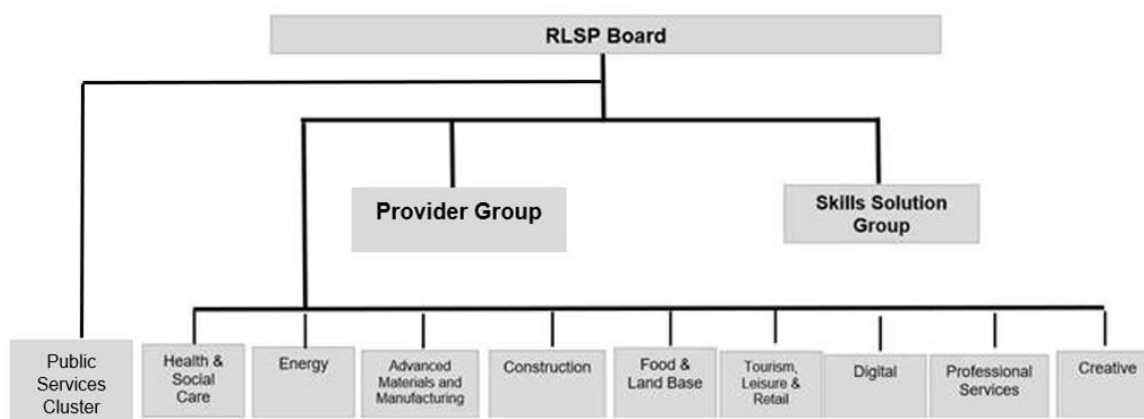 RLSP Board
Provider Group
Skills Solution
Group
Public
Services
Cluster
Health &
Social
Care
Energy
Advanced
Materials and
Manufacturing
Construction
Food &
Land Base
Tourism,
Leisure &
Retail
Digital
Professional
Services
Creative